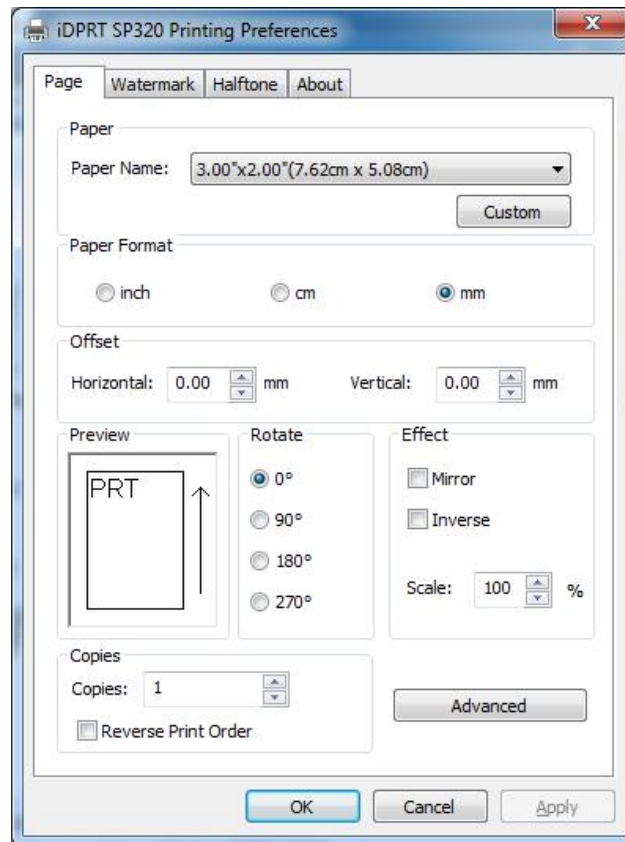 iDPRT SP320 Printing Preferences
Page Watermark Halftone About
Paper
Paper Name: 3.00"x2.00"(7.62cm x 5.08cm)
Custom
Paper Format
inch cm mm
Offset
Horizontal: 0.00 mm Vertical: 0.00 mm
Preview
PRT
Rotate
0°
90°
180°
270°
Effect
Mirror
Inverse
Scale: 100 %
Copies
Copies: 1
Reverse Print Order
Advanced
OK Cancel Apply